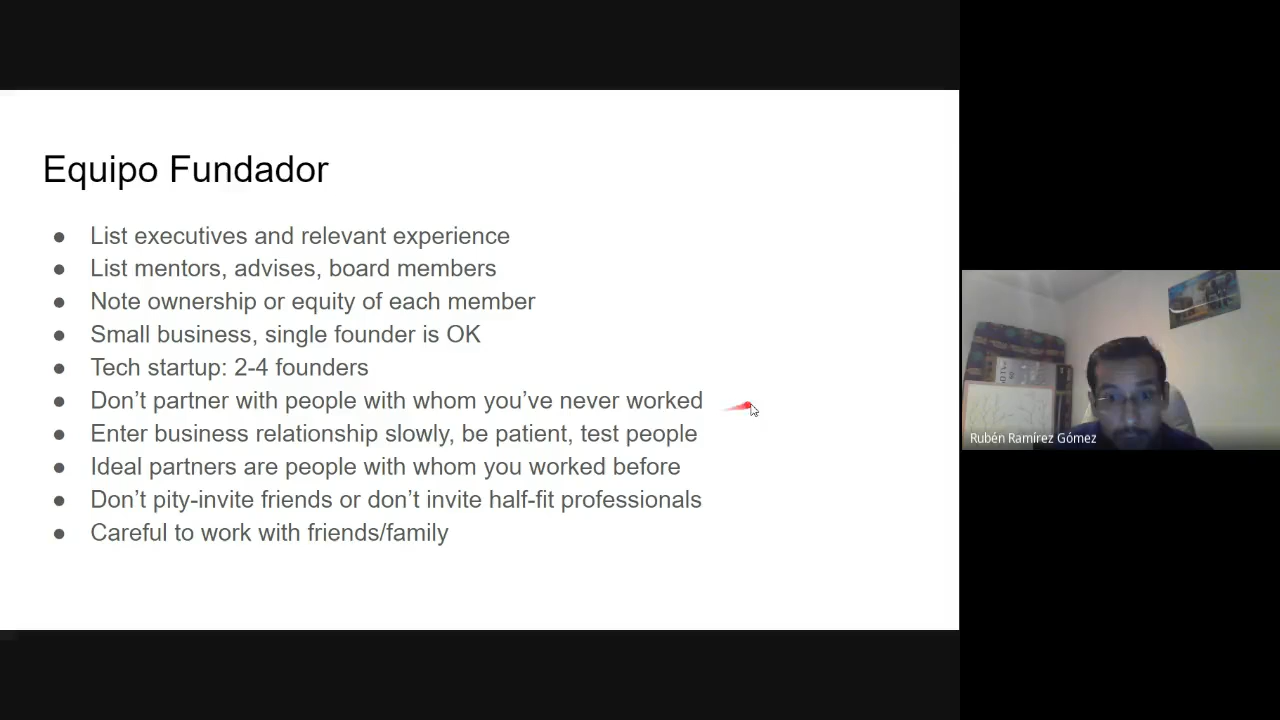 Equipo Fundador
● List executives and relevant experience
● List mentors, advises, board members
● Note ownership or equity of each member
● Small business, single founder is OK
● Tech startup: 2-4 founders
● Don’t partner with people with whom you’ve never worked
● Enter business relationship slowly, be patient, test people
● Ideal partners are people with whom you worked before
● Don’t pity-invite friends or don’t invite half-fit professionals
● Careful to work with friends/family
Rubén Ramírez Gómez